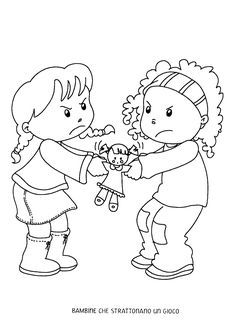 BAMBINE CHE STRATTONANO UN GIOCO